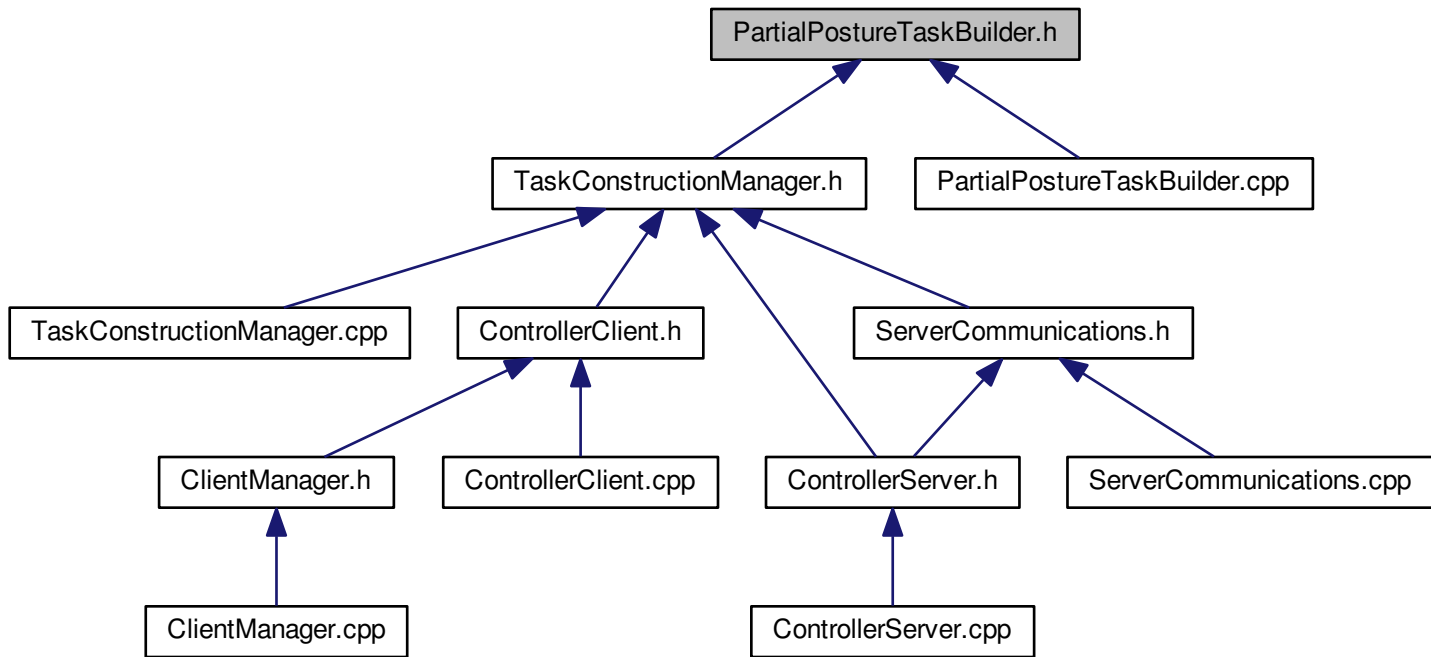 PartialPostureTaskBuilder.h
TaskConstructionManager.h
PartialPostureTaskBuilder.cpp
TaskConstructionManager.cpp
ControllerClient.h
ServerCommunications.h
ClientManager.h
ControllerClient.cpp
ControllerServer.h
ServerCommunications.cpp
ClientManager.cpp
ControllerServer.cpp